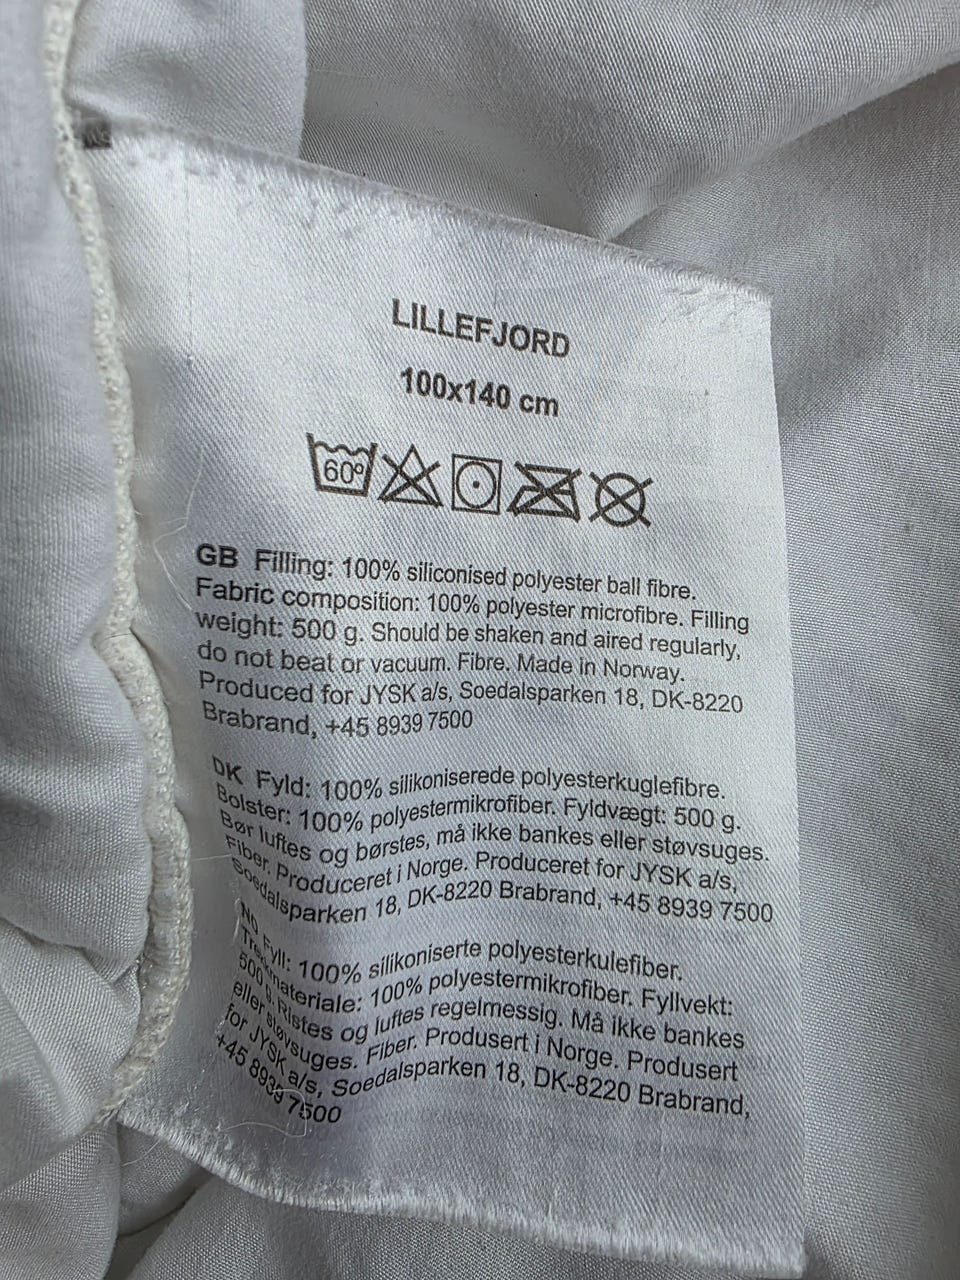 LILLEFJORD
100x140 cm
60º
GB Filling: 100% siliconised polyester ball fibre.
Fabric composition: 100% polyester microfibre. Filling
weight: 500 g. Should be shaken and aired regularly,
do not beat or vacuum. Fibre. Made in Norway.
Produced for JYSK a/s, Soedalsparken 18, DK-8220
Brabrand, +45 8939 7500
DK Fyld: 100% silikoniserede polyesterkuglefibre.
Bolster: 100% polyestermikrofiber. Fyldvægt: 500 g.
Bør luftes og børstes, må ikke bankes eller støvsuges.
Fiber. Produceret i Norge. Produceret for JYSK a/s,
Soedalsparken 18, DK-8220 Brabrand, +45 8939 7500
NO Fyll: 100% silikoniserte polyesterkulefiber.
Trekkmateriale: 100% polyestermikrofiber. Fyllvekt:
500 g. Ristes og luftes regelmessig. Må ikke bankes
eller støvsuges. Fiber. Produsert i Norge. Produsert
for JYSK a/s, Soedalsparken 18, DK-8220 Brabrand,
+45 8939 7500